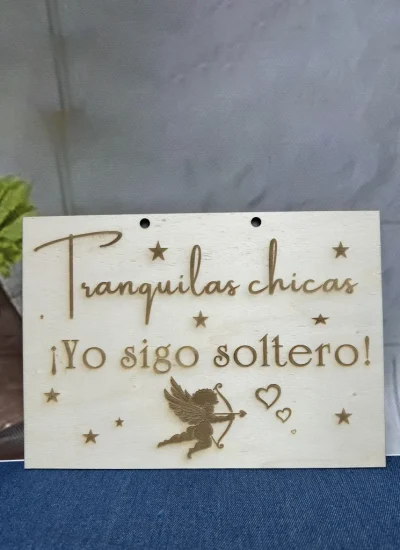 Tranquilas chicas
¡Yo sigo soltero!